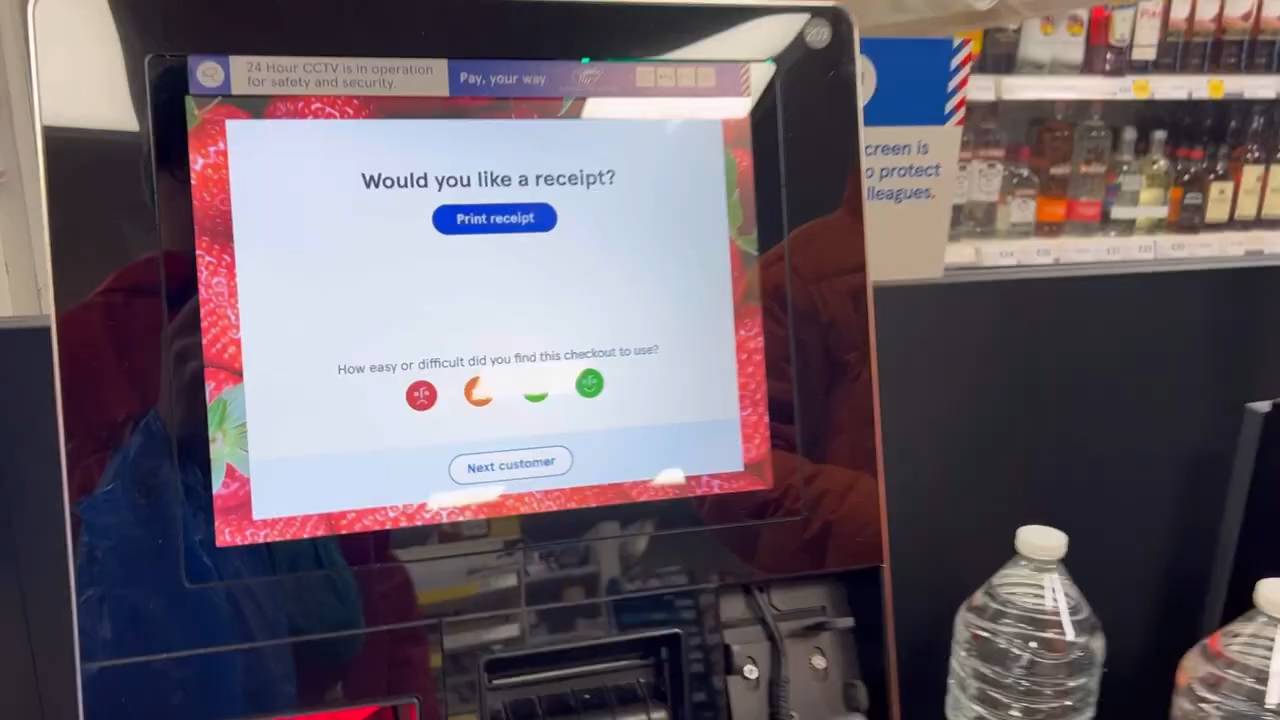 24 Hour CCTV is in operation
for safety and security.
Pay, your way
Would you like a receipt?
Print receipt
How easy or difficult did you find this checkout to use?
Next customer
creen is
o protect
lleagues.